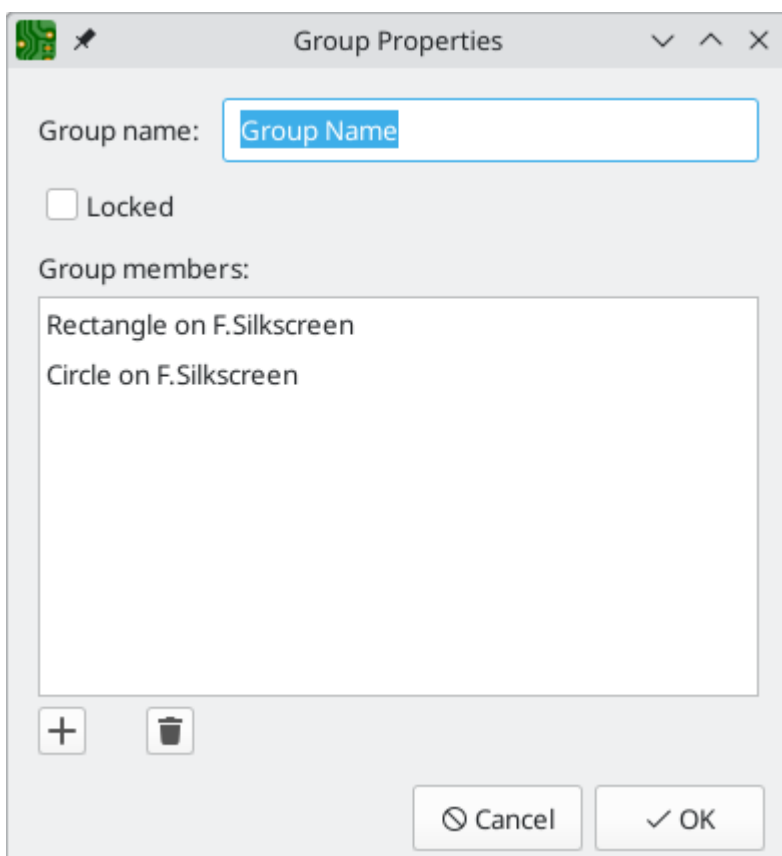 Group Properties
Group name: Group Name
Locked
Group members:
Rectangle on F.Silkscreen
Circle on F.Silkscreen
Cancel OK